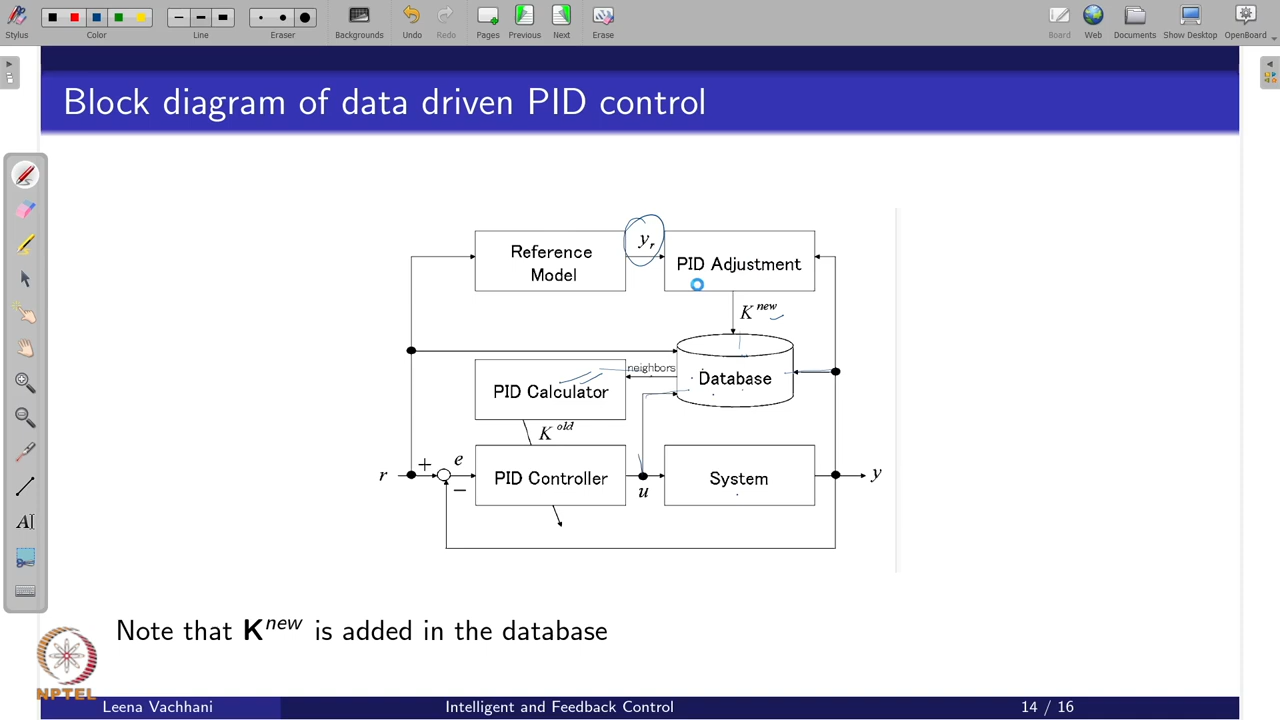 Stylus
Color
Line
Eraser
Backgrounds
Undo
Redo
Pages
Previous
Next
Erase
Board
Web
Documents
Show Desktop
OpenBoard
Block diagram of data driven PID control
Reference
Model
y_r
PID Adjustment
K^new
neighbors
Database
PID Calculator
K^old
r
+
−
e
PID Controller
u
System
y
Note that K^new is added in the database
NPTEL
Leena Vachhani
Intelligent and Feedback Control
14 / 16